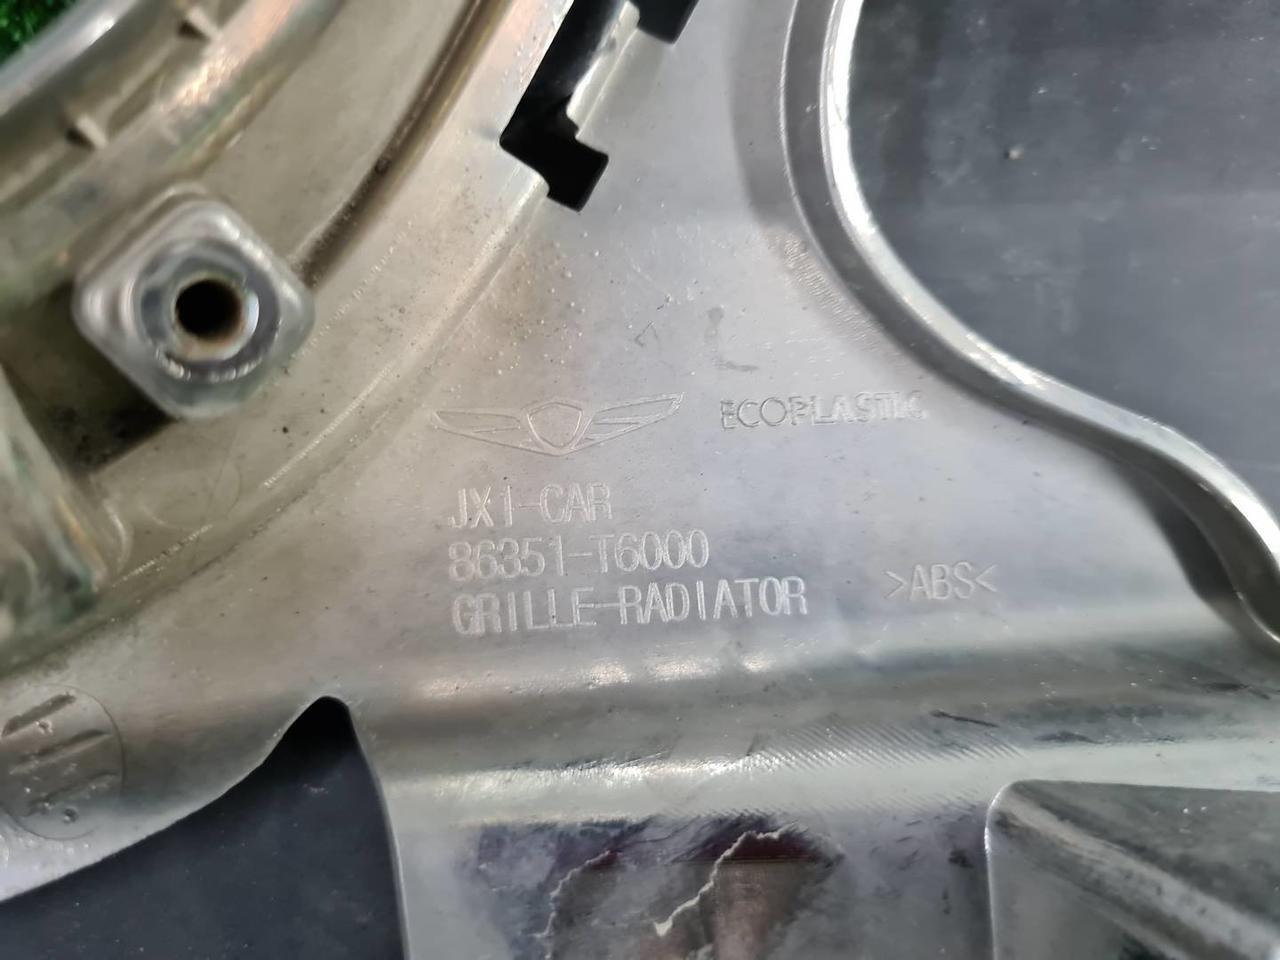 L
ECOPLASTIC
JX1-CAR
86351-T6000
GRILLE-RADIATOR
>ABS<